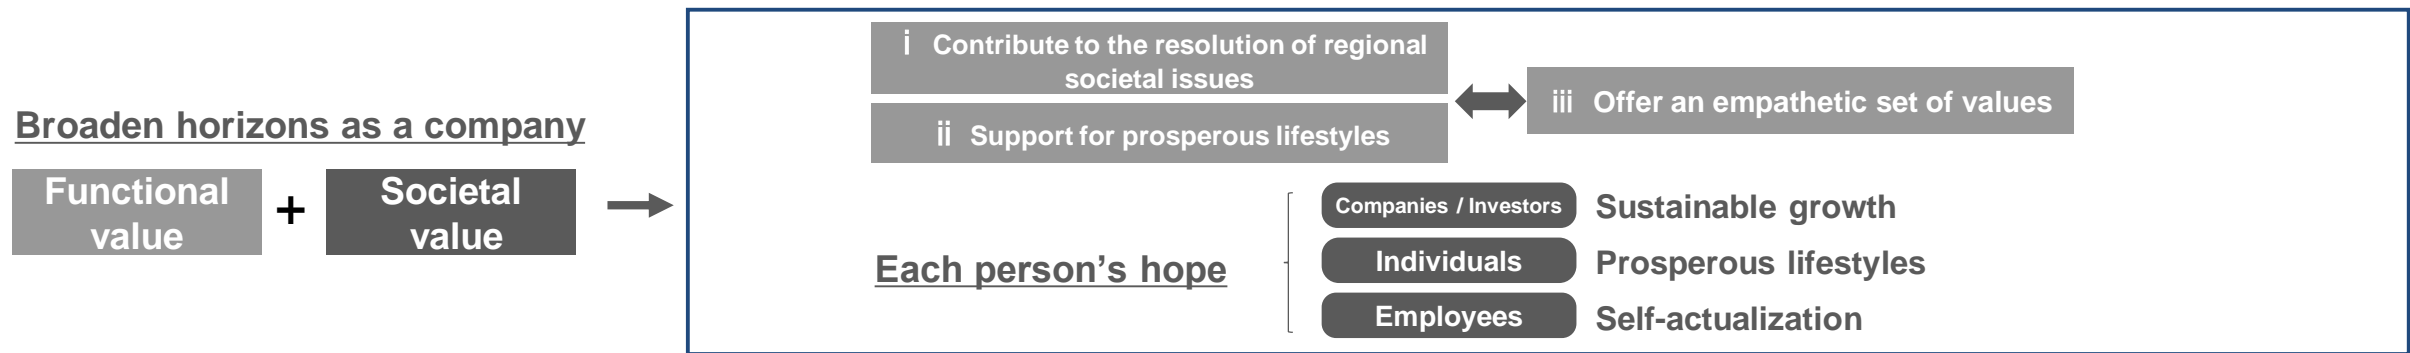 Broaden horizons as a company
Functional
value
+
Societal
value
i Contribute to the resolution of regional
societal issues
ii Support for prosperous lifestyles
iii Offer an empathetic set of values
Each person’s hope
Companies / Investors Sustainable growth
Individuals Prosperous lifestyles
Employees Self-actualization